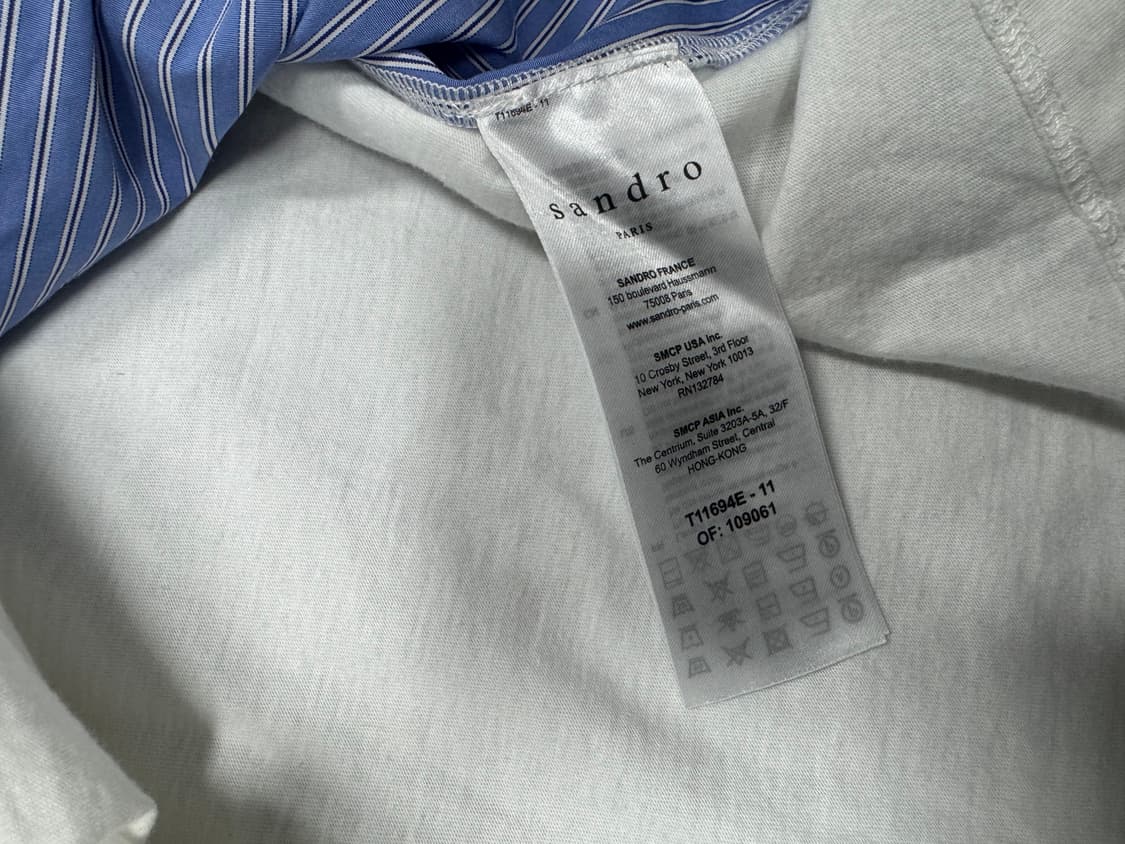 T11694E - 11
sandro
PARIS
SANDRO FRANCE
150 boulevard Haussmann
75008 Paris
www.sandro-paris.com
SMCP USA Inc.
10 Crosby Street, 3rd Floor
New York, New York 10013
RN132784
SMCP ASIA Inc.
The Centrium, Suite 3203A-5A, 32/F
60 Wyndham Street, Central
HONG-KONG
T11694E - 11
OF: 109061